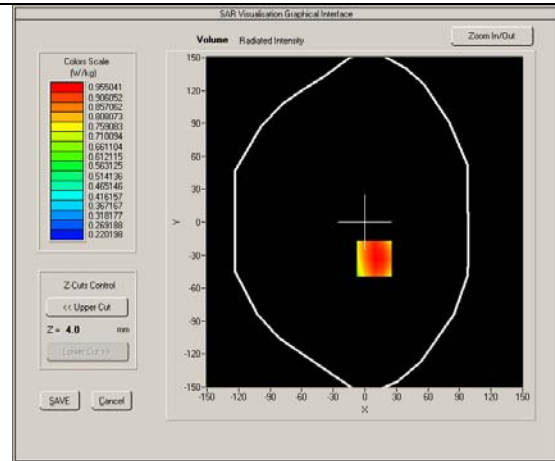 SAR Visualisation Graphical Interface
Volume Radiated Intensity
Zoom In/Out
Colors Scale
(W/kg)
0.955041
0.906052
0.857062
0.808073
0.759083
0.710094
0.661104
0.612115
0.563125
0.514136
0.465146
0.416157
0.367167
0.318177
0.269188
0.220198
Z-Cuts Control
<< Upper Cut
Z = 4.0 mm
Lower Cut >>
SAVE Cancel
150
120
90
60
30
0
-30
-60
-90
-120
-150
Y
-150 -120 -90 -60 -30 0 30 60 90 120 150
X